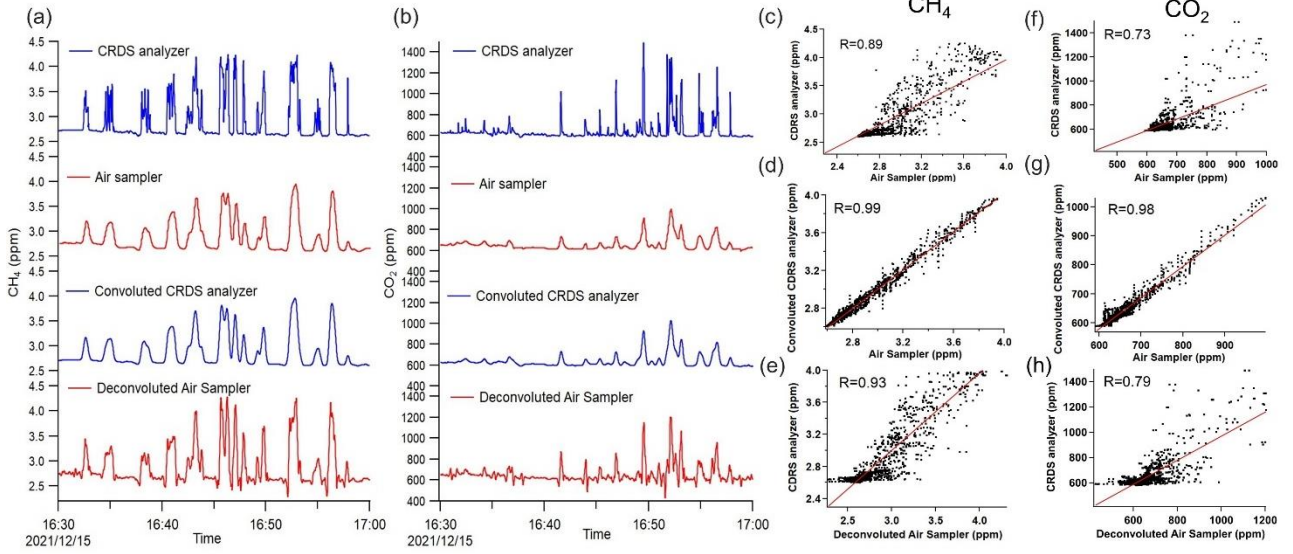 (a)
4.5
4.0
3.5
3.0
2.5
4.5
4.0
3.5
3.0
2.5
4.5
4.0
3.5
3.0
2.5
4.5
4.0
3.5
3.0
2.5
CH4 (ppm)
CRDS analyzer
Air sampler
Convoluted CRDS analyzer
Deconvoluted Air Sampler
16:30
16:40
16:50
17:00
2021/12/15
Time
(b)
1400
1200
1000
800
600
400
1400
1200
1000
800
600
400
1400
1200
1000
800
600
400
1400
1200
1000
800
600
400
CO2 (ppm)
CRDS analyzer
Air sampler
Convoluted CRDS analyzer
Deconvoluted Air Sampler
16:30
16:40
16:50
17:00
2021/12/15
Time
CH4
(c)
R=0.89
CDRS analyzer (ppm)
4.5
4.0
3.5
3.0
2.5
2.4
2.8
3.2
3.6
4.0
Air Sampler (ppm)
(d)
R=0.99
Convoluted CDRS analyzer (ppm)
4.0
3.6
3.2
2.8
2.8
3.2
3.6
4.0
Air Sampler (ppm)
(e)
R=0.93
CDRS analyzer (ppm)
4.0
3.6
3.2
2.8
2.4
2.5
3.0
3.5
4.0
Deconvoluted Air Sampler (ppm)
CO2
(f)
R=0.73
CRDS analyzer (ppm)
1400
1200
1000
800
600
500
600
700
800
900
1000
Air Sampler (ppm)
(g)
R=0.98
Convoluted CRDS analyzer (ppm)
1000
900
800
700
600
600
700
800
900
Air Sampler (ppm)
(h)
R=0.79
CRDS analyzer (ppm)
1400
1200
1000
800
600
600
800
1000
1200
Deconvoluted Air Sampler (ppm)